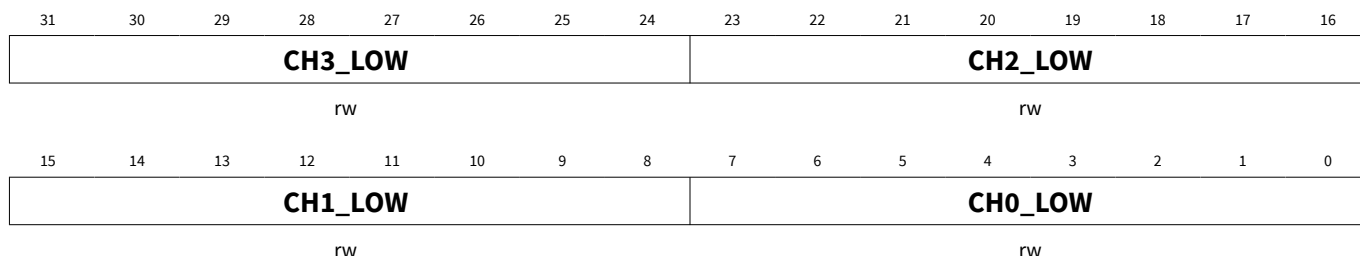 31 30 29 28 27 26 25 24 23 22 21 20 19 18 17 16
CH3_LOW CH2_LOW
rw rw
15 14 13 12 11 10 9 8 7 6 5 4 3 2 1 0
CH1_LOW CH0_LOW
rw rw